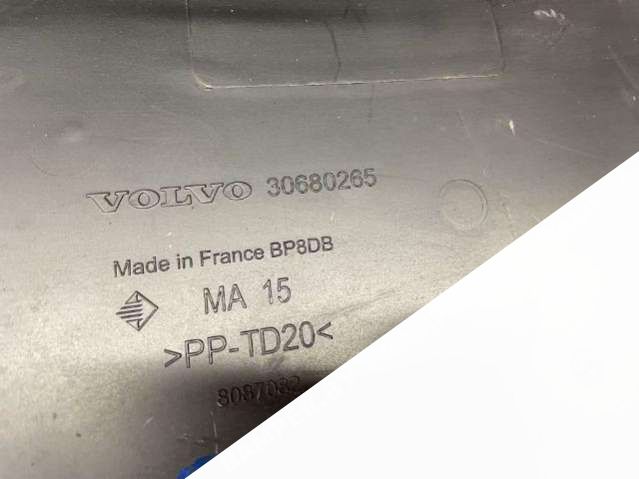 VOLVO 30680265
Made in France BP8DB
MA 15
>PP-TD20<